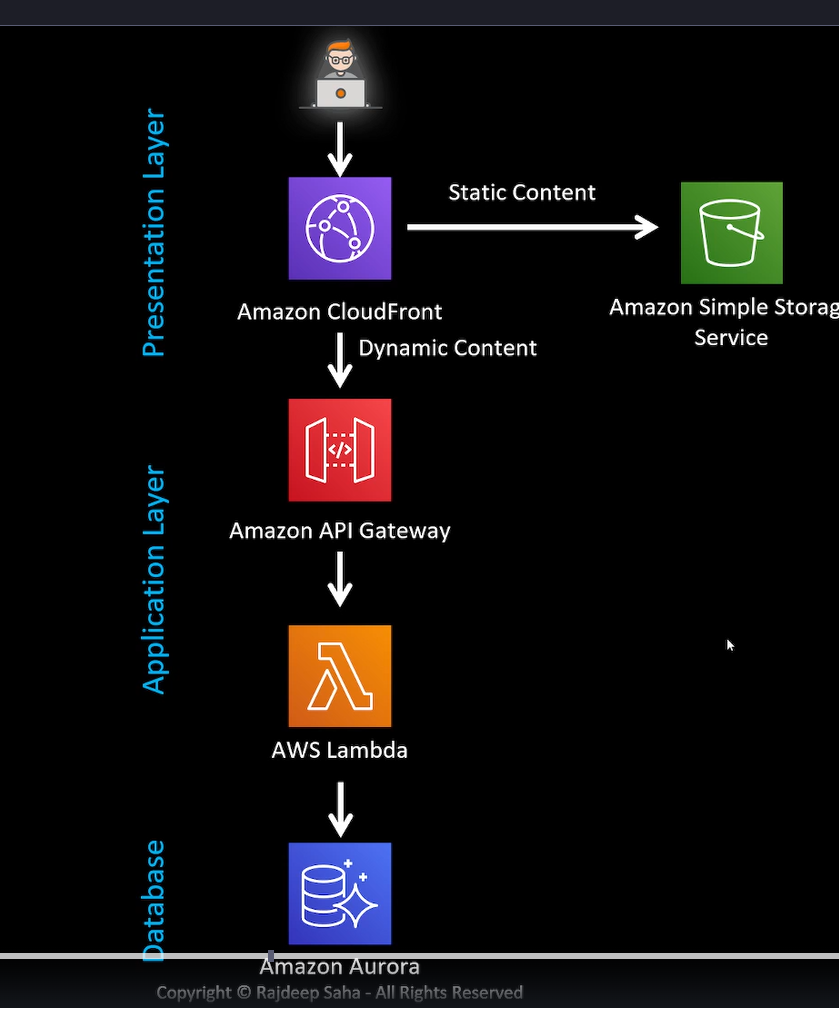 Presentation Layer
Static Content
Amazon CloudFront
Amazon Simple Storag
Service
Dynamic Content
</>
Amazon API Gateway
Application Layer
AWS Lambda
Database
Amazon Aurora
Copyright © Rajdeep Saha - All Rights Reserved